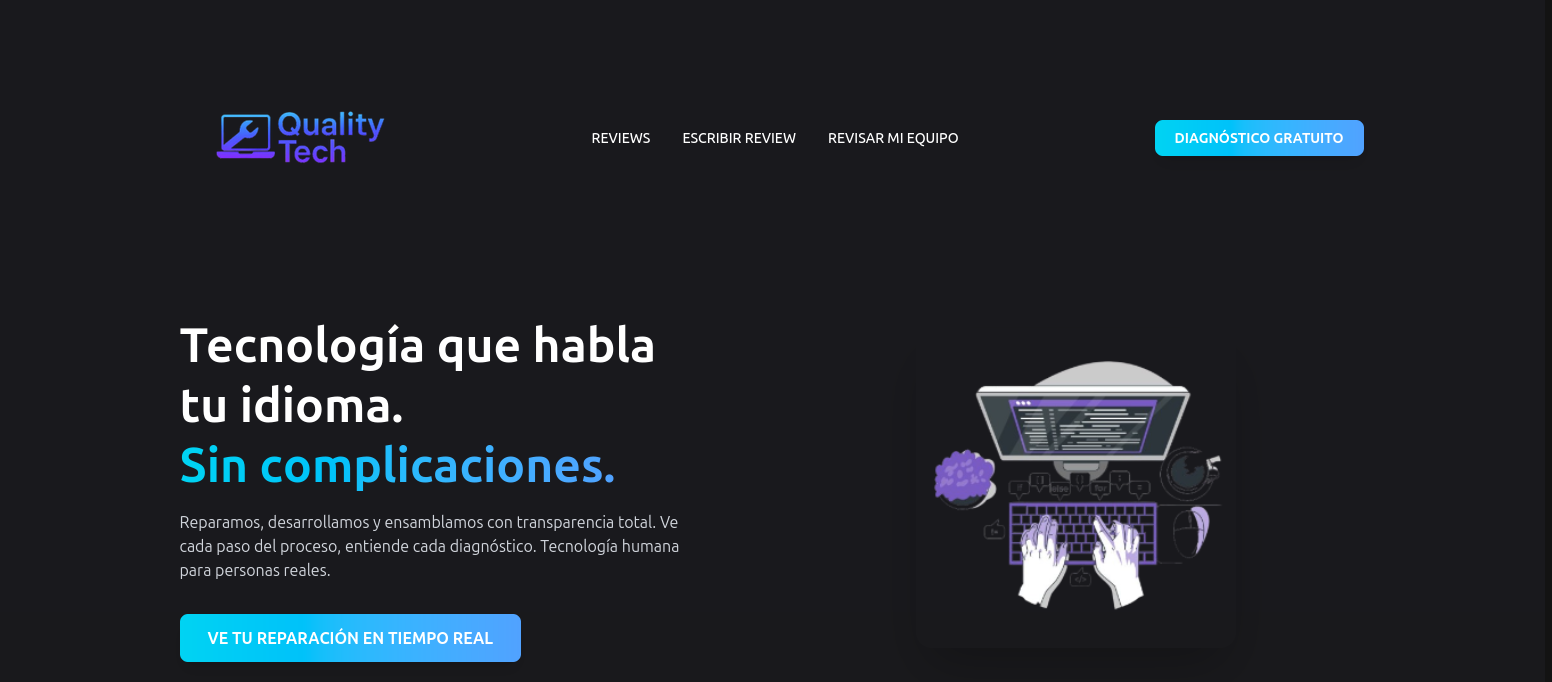 Quality
Tech
REVIEWS
ESCRIBIR REVIEW
REVISAR MI EQUIPO
DIAGNÓSTICO GRATUITO
Tecnología que habla
tu idioma.
Sin complicaciones.
Reparamos, desarrollamos y ensamblamos con transparencia total. Ve
cada paso del proceso, entiende cada diagnóstico. Tecnología humana
para personas reales.
VE TU REPARACIÓN EN TIEMPO REAL
else
for